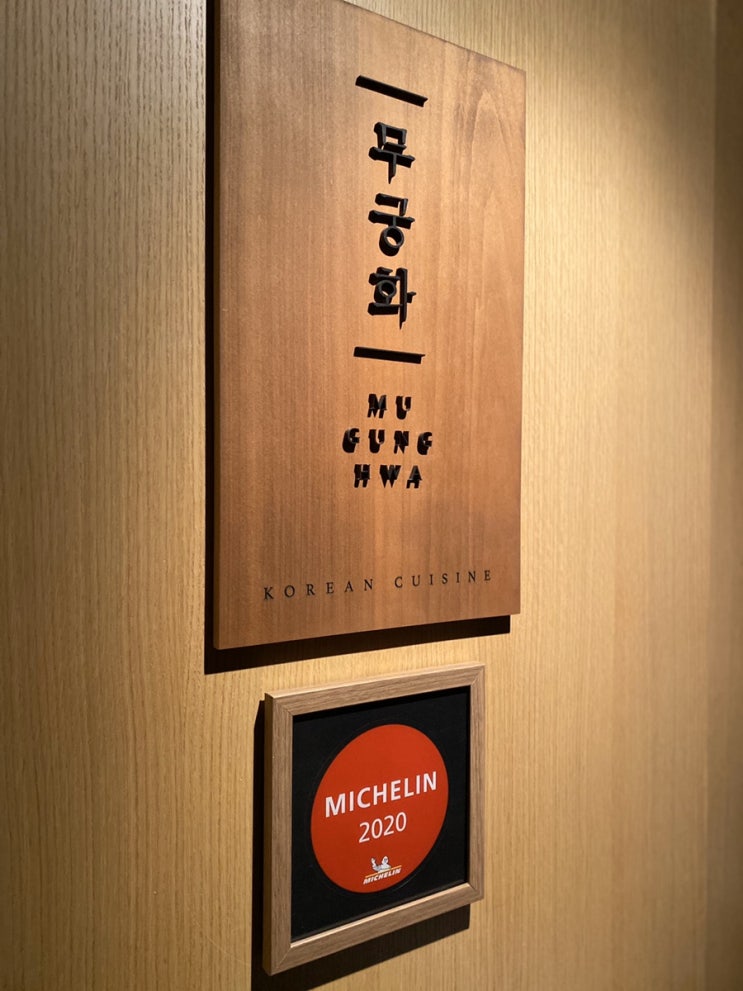 무궁화
MU
GUNG
HWA
KOREAN CUISINE
MICHELIN
2020
MICHELIN